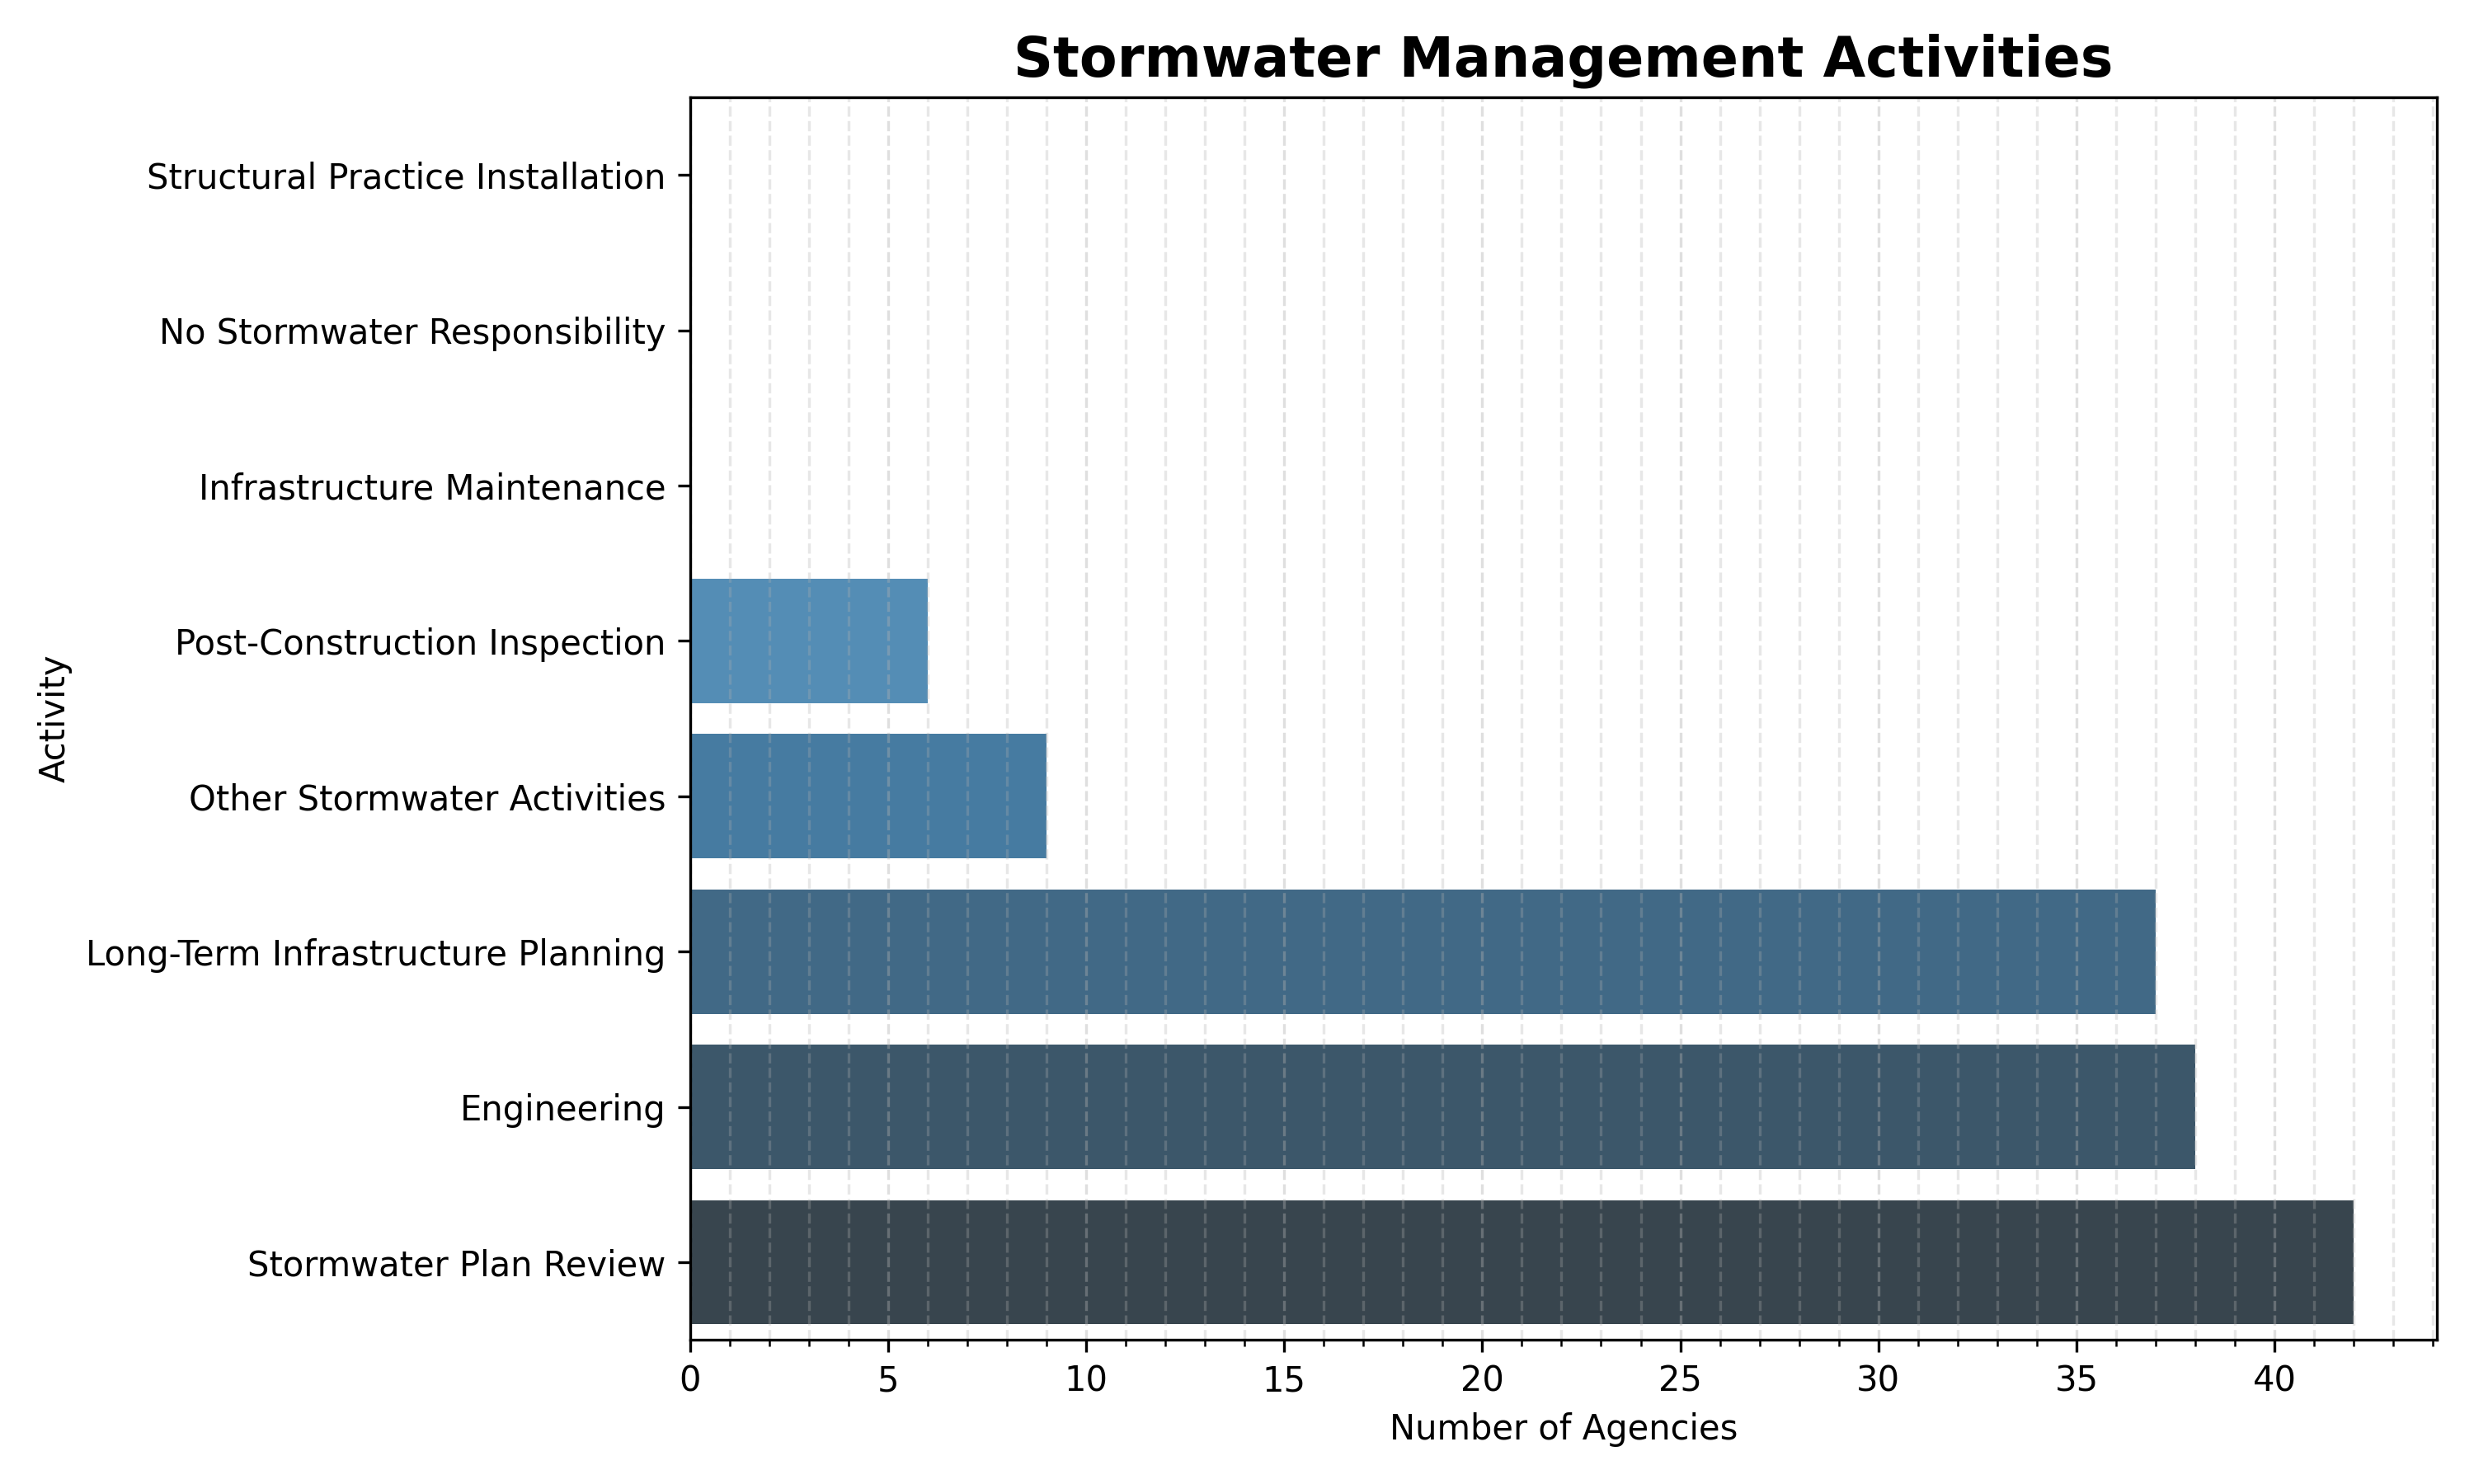 Stormwater Management Activities
Structural Practice Installation
No Stormwater Responsibility
Infrastructure Maintenance
Post-Construction Inspection
Other Stormwater Activities
Long-Term Infrastructure Planning
Engineering
Stormwater Plan Review
Activity
0 5 10 15 20 25 30 35 40
Number of Agencies